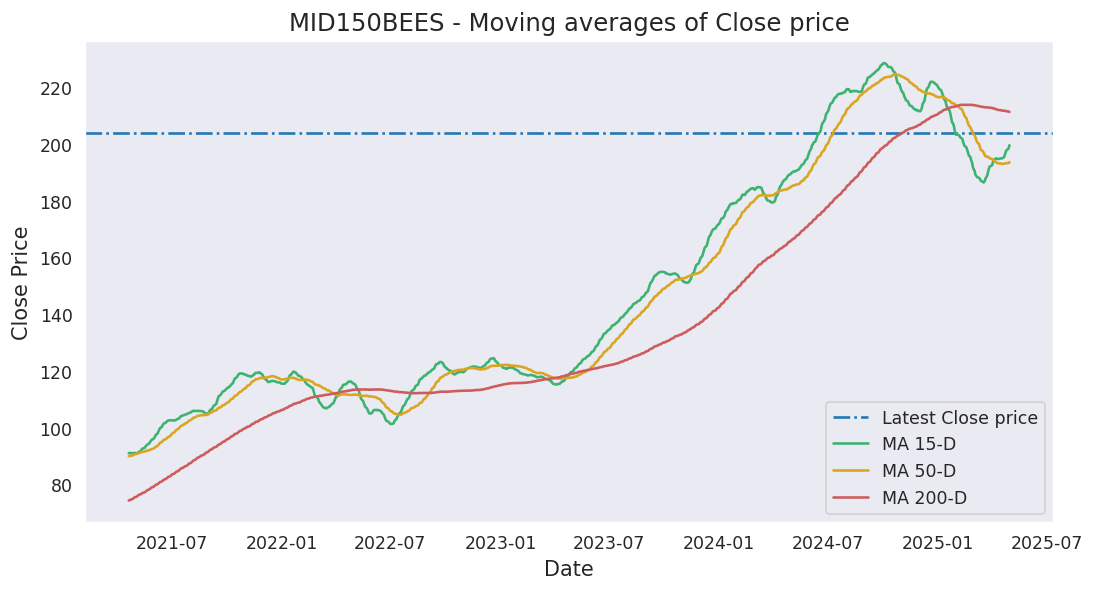 MID150BEES - Moving averages of Close price
Close Price
220
200
180
160
140
120
100
80
Latest Close price
MA 15-D
MA 50-D
MA 200-D
2021-07 2022-01 2022-07 2023-01 2023-07 2024-01 2024-07 2025-01 2025-07
Date